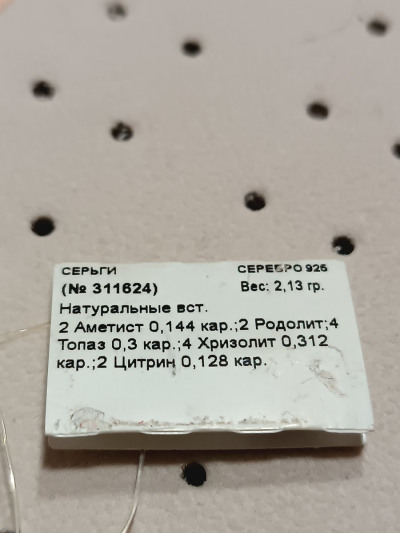 СЕРЬГИ СЕРЕБРО 925
(№ 311624) Вес: 2,13 гр.
Натуральные вст.
2 Аметист 0,144 кар.;2 Родолит;4
Топаз 0,3 кар.;4 Хризолит 0,312
кар.;2 Цитрин 0,128 кар.